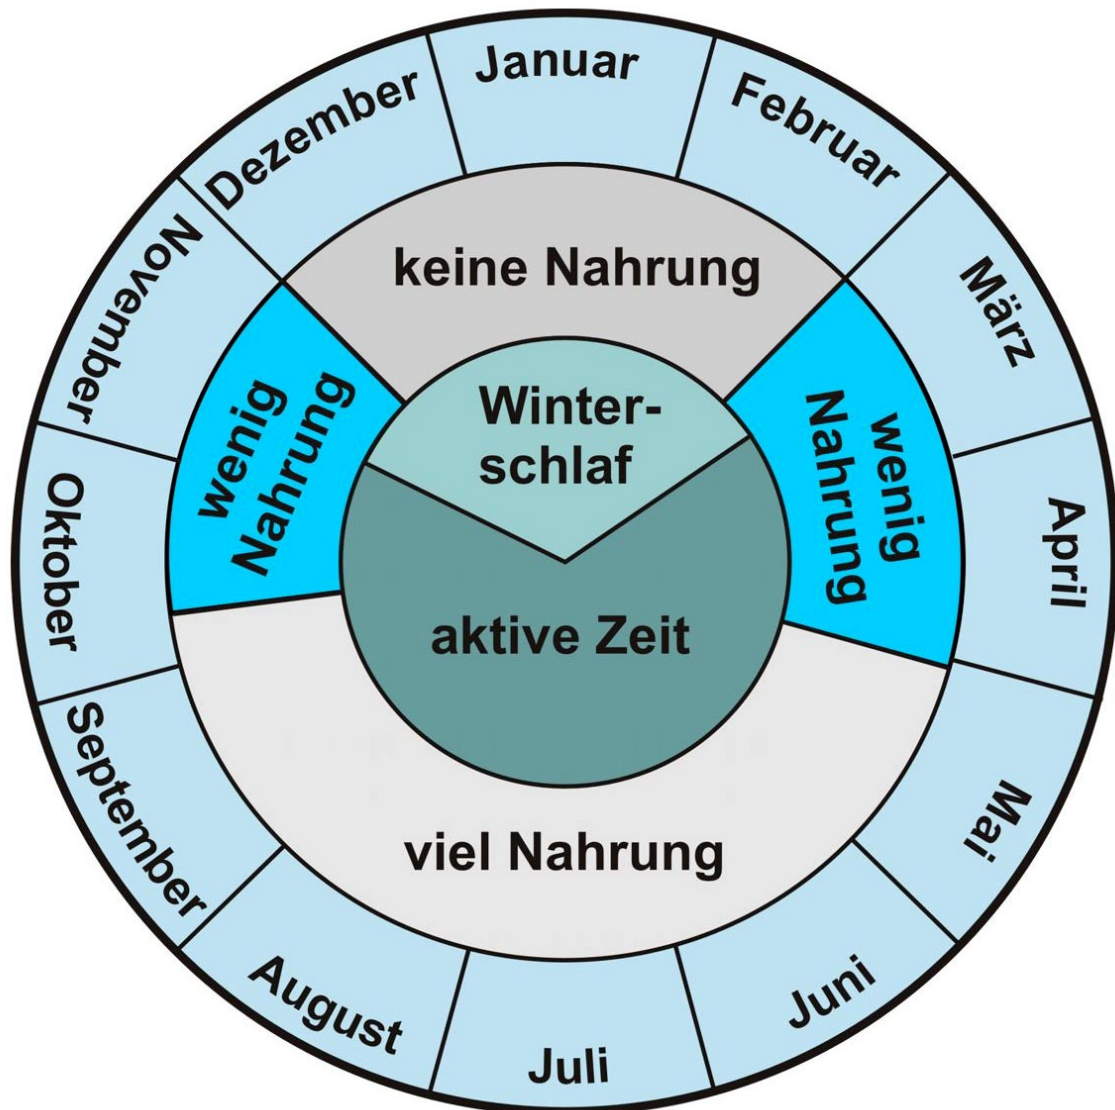 Januar
Februar
März
April
Mai
Juni
Juli
August
September
Oktober
November
Dezember
keine Nahrung
wenig
Nahrung
viel Nahrung
wenig
Nahrung
Winter-
schlaf
aktive Zeit